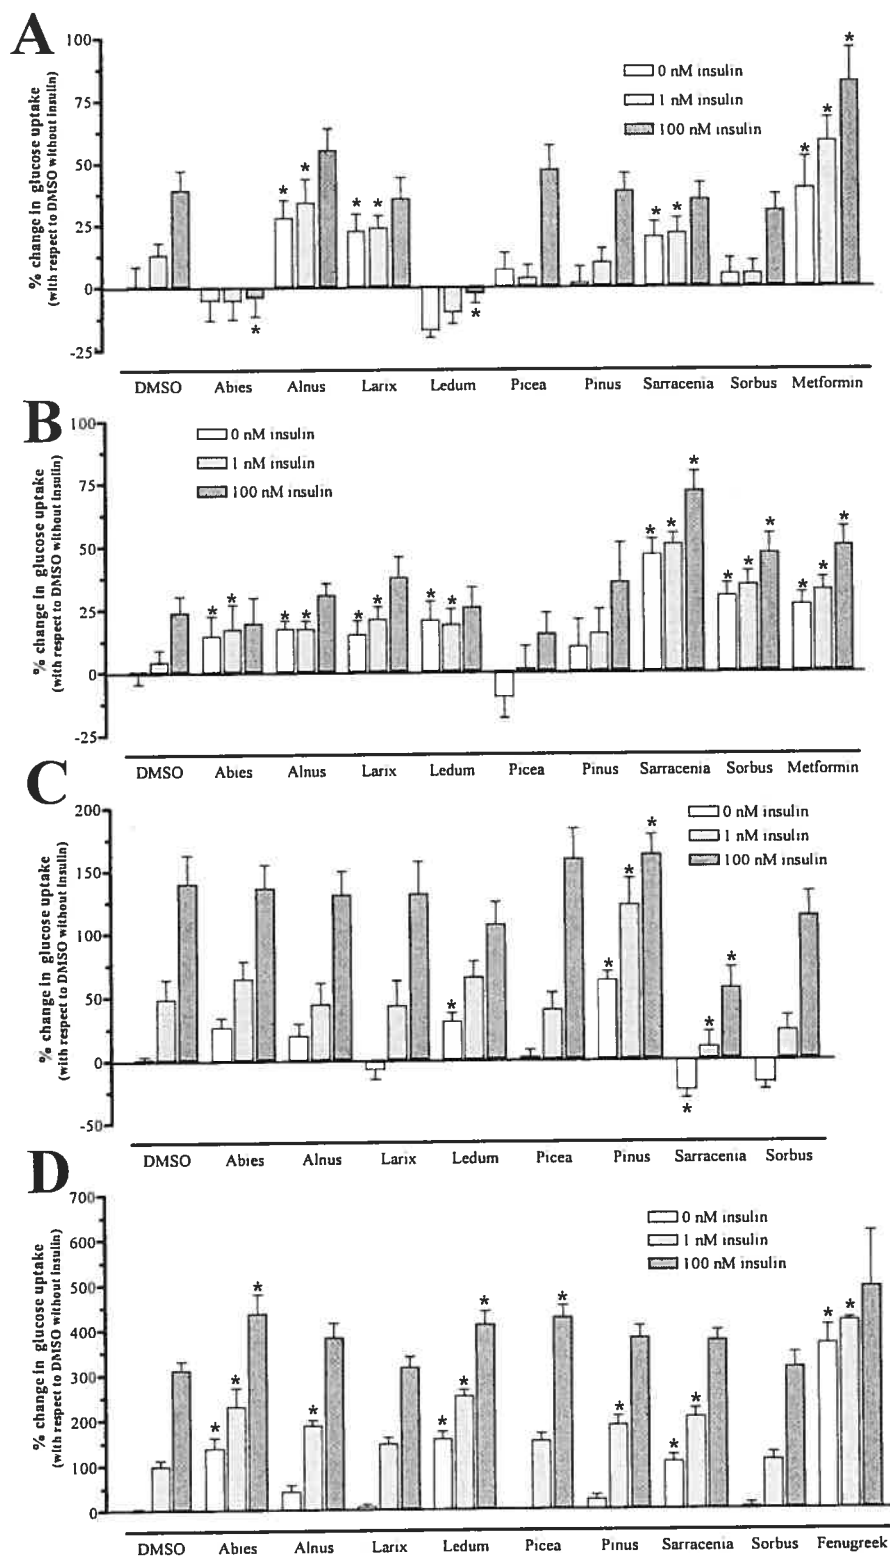 A
% change in glucose uptake
(with respect to DMSO without insulin)
100
75
50
25
0
-25
0 nM insulin
1 nM insulin
100 nM insulin
* * * * * * * * * * *
DMSO Abies Alnus Larix Ledum Picea Pinus Sarracenia Sorbus Metformin
B
% change in glucose uptake
(with respect to DMSO without insulin)
100
75
50
25
0
-25
0 nM insulin
1 nM insulin
100 nM insulin
* * * * * * * * * * * * * * * * *
DMSO Abies Alnus Larix Ledum Picea Pinus Sarracenia Sorbus Metformin
C
% change in glucose uptake
(with respect to DMSO without insulin)
200
150
100
50
0
-50
0 nM insulin
1 nM insulin
100 nM insulin
* * * * * * *
DMSO Abies Alnus Larix Ledum Picea Pinus Sarracenia Sorbus
D
% change in glucose uptake
(with respect to DMSO without insulin)
700
600
500
400
300
200
100
0
0 nM insulin
1 nM insulin
100 nM insulin
* * * * * * * * * * * * *
DMSO Abies Alnus Larix Ledum Picea Pinus Sarracenia Sorbus Fenugreek